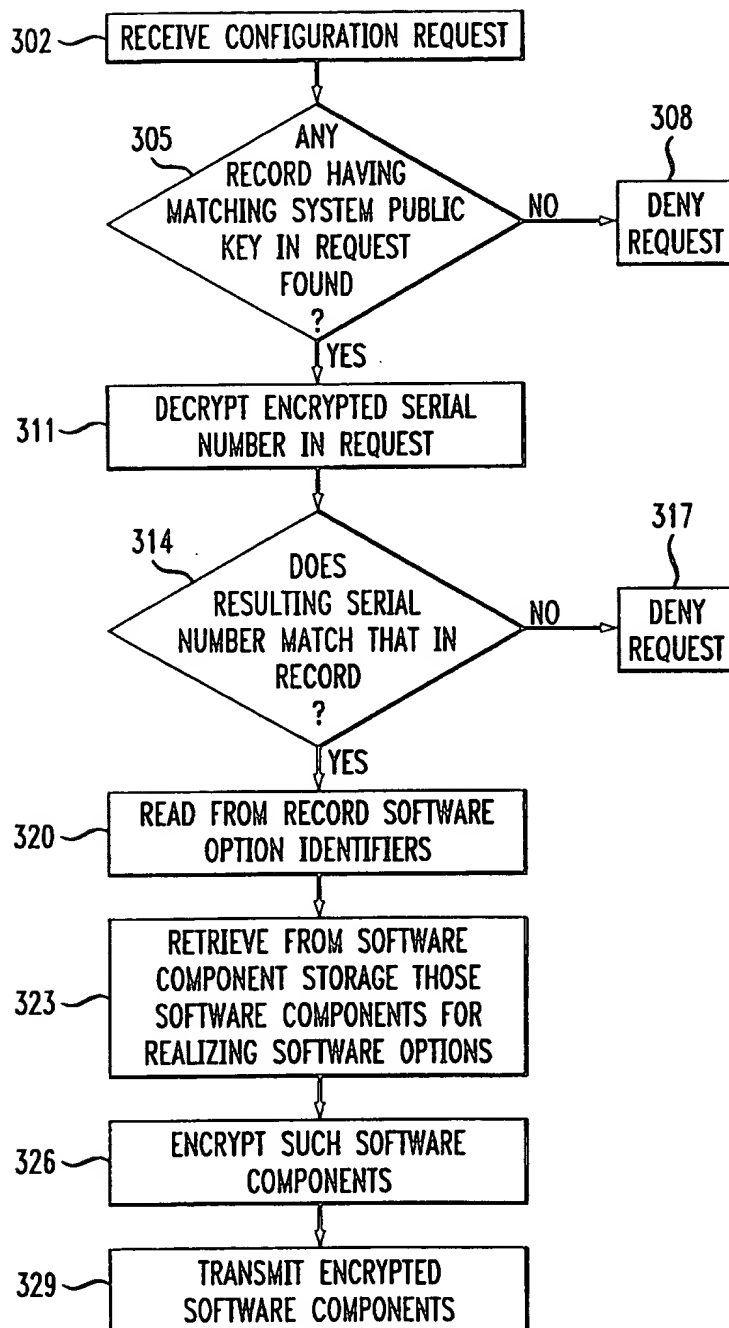 302
RECEIVE CONFIGURATION REQUEST
305
ANY
RECORD HAVING
MATCHING SYSTEM PUBLIC
KEY IN REQUEST
FOUND
?
NO
308
DENY
REQUEST
YES
311
DECRYPT ENCRYPTED SERIAL
NUMBER IN REQUEST
314
DOES
RESULTING SERIAL
NUMBER MATCH THAT IN
RECORD
?
NO
317
DENY
REQUEST
YES
320
READ FROM RECORD SOFTWARE
OPTION IDENTIFIERS
323
RETRIEVE FROM SOFTWARE
COMPONENT STORAGE THOSE
SOFTWARE COMPONENTS FOR
REALIZING SOFTWARE OPTIONS
326
ENCRYPT SUCH SOFTWARE
COMPONENTS
329
TRANSMIT ENCRYPTED
SOFTWARE COMPONENTS